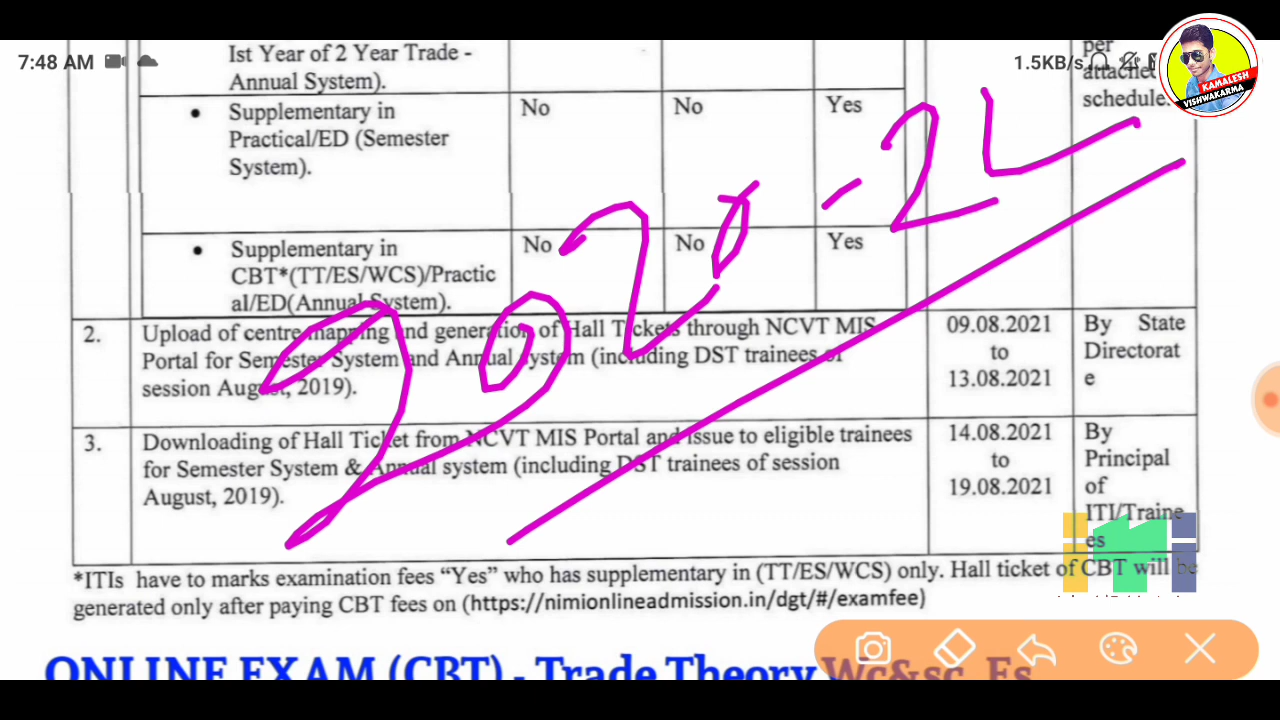 7:48 AM
1.5KB/s
KAMALESH
VISHWAKARMA
Ist Year of 2 Year Trade -
Annual System).
per
attached
schedule.
• Supplementary in
Practical/ED (Semester
System).
No
No
Yes
• Supplementary in
CBT*(TT/ES/WCS)/Practic
al/ED(Annual System).
No
No
Yes
2020-21
2. Upload of centre mapping and generation of Hall Tickets through NCVT MIS
Portal for Semester System and Annual system (including DST trainees of
session August, 2019).
09.08.2021
to
13.08.2021
By State
Directorat
e
3. Downloading of Hall Ticket from NCVT MIS Portal and issue to eligible trainees
for Semester System & Annual system (including DST trainees of session
August, 2019).
14.08.2021
to
19.08.2021
By
Principal
of
ITI/Traine
es
*ITIs have to marks examination fees “Yes” who has supplementary in (TT/ES/WCS) only. Hall ticket of CBT will be
generated only after paying CBT fees on (https://nimionlineadmission.in/dgt/#/examfee)
ONLINE EXAM (CBT) - Trade Theory Wc&sc, Es